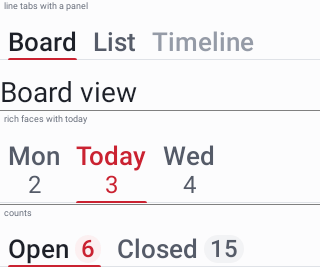 line tabs with a panel
Board List Timeline
Board view
rich faces with today
Mon Today Wed
2 3 4
counts
Open 6 Closed 15